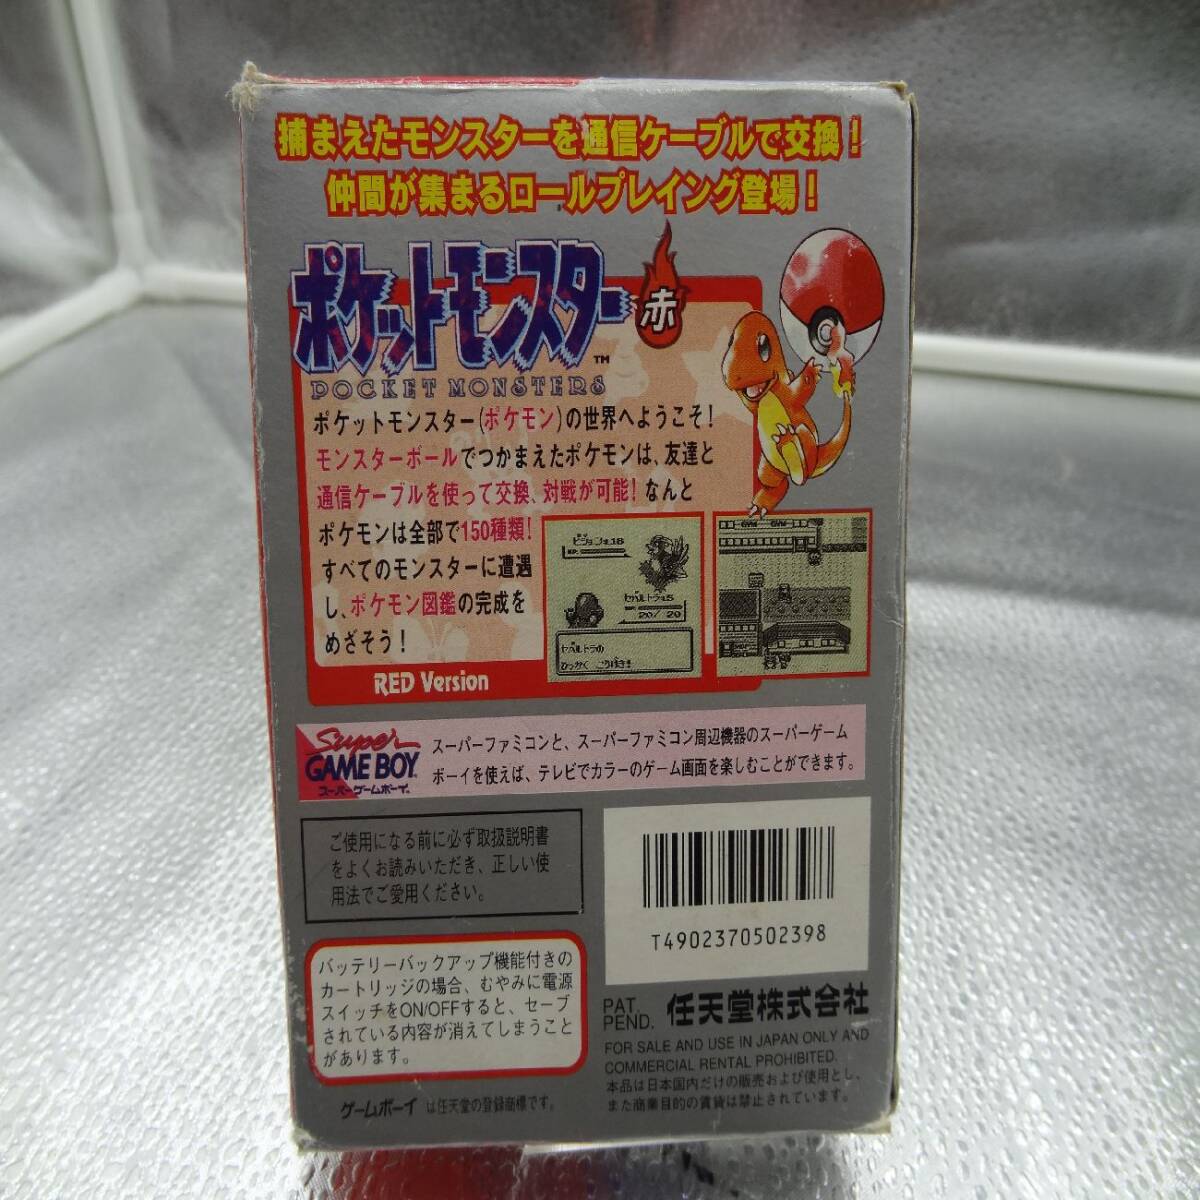 捕まえたモンスターを通信ケーブルで交換！
仲間が集まるロールプレイング登場！
ポケットモンスター 赤
TM
POCKET MONSTERS
ポケットモンスター(ポケモン)の世界へようこそ！
モンスターボールでつかまえたポケモンは、友達と
通信ケーブルを使って交換、対戦が可能！なんと
ポケモンは全部で150種類！
すべてのモンスターに遭遇
し、ポケモン図鑑の完成を
めざそう！
RED Version
20/ 20
GYM
Super
GAME BOY
スーパーゲームボーイ
スーパーファミコンと、スーパーファミコン周辺機器のスーパーゲーム
ボーイを使えば、テレビでカラーのゲーム画面を楽しむことができます。
ご使用になる前に必ず取扱説明書
をよくお読みいただき、正しい使
用法でご愛用ください。
T4902370502398
バッテリーバックアップ機能付きの
カートリッジの場合、むやみに電源
スイッチをON/OFFすると、セーブ
されている内容が消えてしまうこと
があります。
PAT.
PEND.
任天堂株式会社
FOR SALE AND USE IN JAPAN ONLY AND
COMMERCIAL RENTAL PROHIBITED.
本品は日本国内だけの販売および使用とし、
また商業目的の賃貸は禁止されています。
ゲームボーイは任天堂の登録商標です。